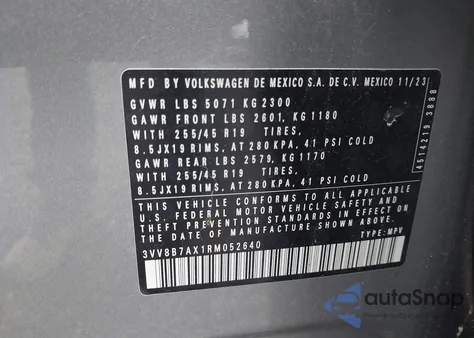 MFD BY VOLKSWAGEN DE MEXICO S.A. DE C.V. MEXICO 11/23
GVWR LBS 5071 KG 2300
GAWR FRONT LBS 2601, KG 1180
WITH 255/45 R19 TIRES,
8.5JX19 RIMS, AT 280 KPA, 41 PSI COLD
GAWR REAR LBS 2579, KG 1170
WITH 255/45 R19 TIRES,
8.5JX19 RIMS, AT 280 KPA, 41 PSI COLD
THIS VEHICLE CONFORMS TO ALL APPLICABLE
U.S. FEDERAL MOTOR VEHICLE SAFETY AND
THEFT PREVENTION STANDARDS IN EFFECT ON
THE DATE OF MANUFACTURE SHOWN ABOVE
3VV8B7AX1RM052640 TYPE: MPV
4574219.3888
autoSnap